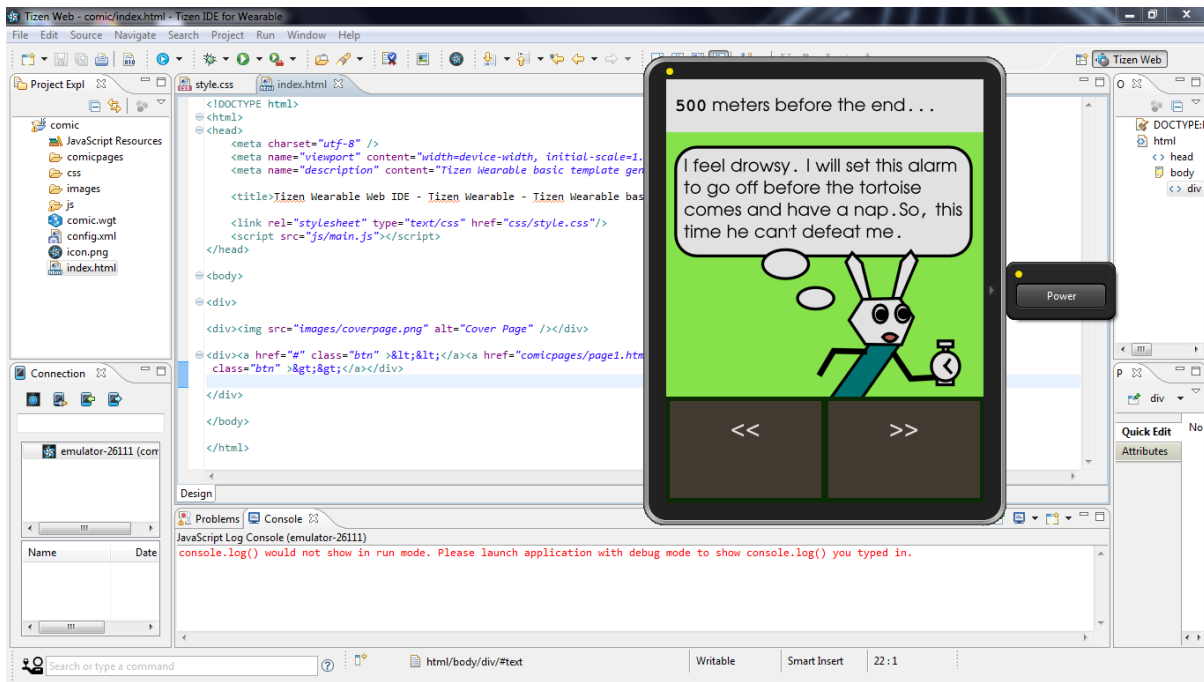 Tizen Web - comic/index.html - Tizen IDE for Wearable
File Edit Source Navigate Search Project Run Window Help
Tizen Web
Project Expl
comic
JavaScript Resources
comicpages
css
images
js
comic.wgt
config.xml
icon.png
index.html
style.css
index.html
<!DOCTYPE html>
<html>
<head>
<meta charset="utf-8" />
<meta name="viewport" content="width=device-width, initial-scale=1.
<meta name="description" content="Tizen Wearable basic template gen
<title>Tizen Wearable Web IDE - Tizen Wearable - Tizen Wearable bas
<link rel="stylesheet" type="text/css" href="css/style.css"/>
<script src="js/main.js"></script>
</head>
<body>
<div>
<div><img src="images/coverpage.png" alt="Cover Page" /></div>
<div><a href="#" class="btn" >&lt;&lt;</a><a href="comicpages/page1.htm
class="btn" >&gt;&gt;</a></div>
</div>
</body>
</html>
Design
500 meters before the end...
I feel drowsy. I will set this alarm
to go off before the tortoise
comes and have a nap.So, this
time he cant defeat me.
<< >>
Power
O
DOCTYPE:
html
<> head
body
<> div
P
div
Quick Edit
No
Attributes
Connection
emulator-26111 (com
Name Date
Problems Console
JavaScript Log Console (emulator-26111)
console.log() would not show in run mode. Please launch application with debug mode to show console.log() you typed in.
Search or type a command
html/body/div/#text
Writable
Smart Insert
22 : 1